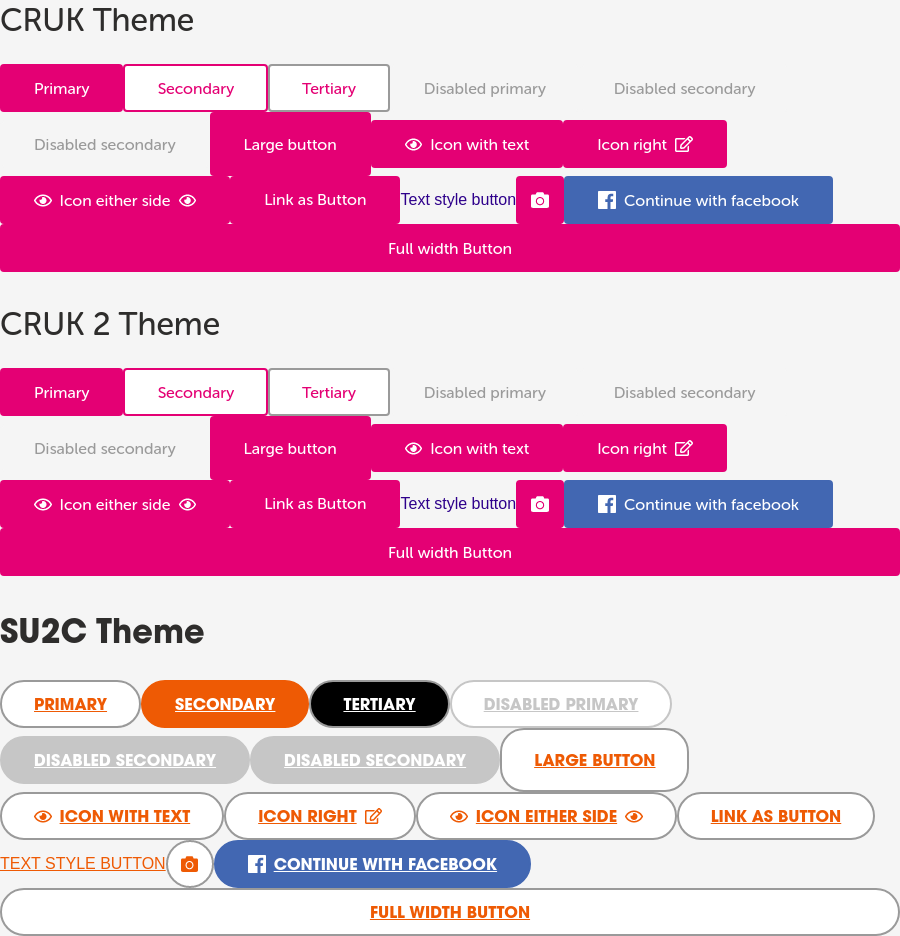 CRUK Theme
Primary Secondary Tertiary Disabled primary Disabled secondary
Disabled secondary Large button Icon with text Icon right
Icon either side Link as Button Text style button Continue with facebook
Full width Button
CRUK 2 Theme
Primary Secondary Tertiary Disabled primary Disabled secondary
Disabled secondary Large button Icon with text Icon right
Icon either side Link as Button Text style button Continue with facebook
Full width Button
SU2C Theme
PRIMARY SECONDARY TERTIARY DISABLED PRIMARY
DISABLED SECONDARY DISABLED SECONDARY LARGE BUTTON
ICON WITH TEXT ICON RIGHT ICON EITHER SIDE LINK AS BUTTON
TEXT STYLE BUTTON CONTINUE WITH FACEBOOK
FULL WIDTH BUTTON